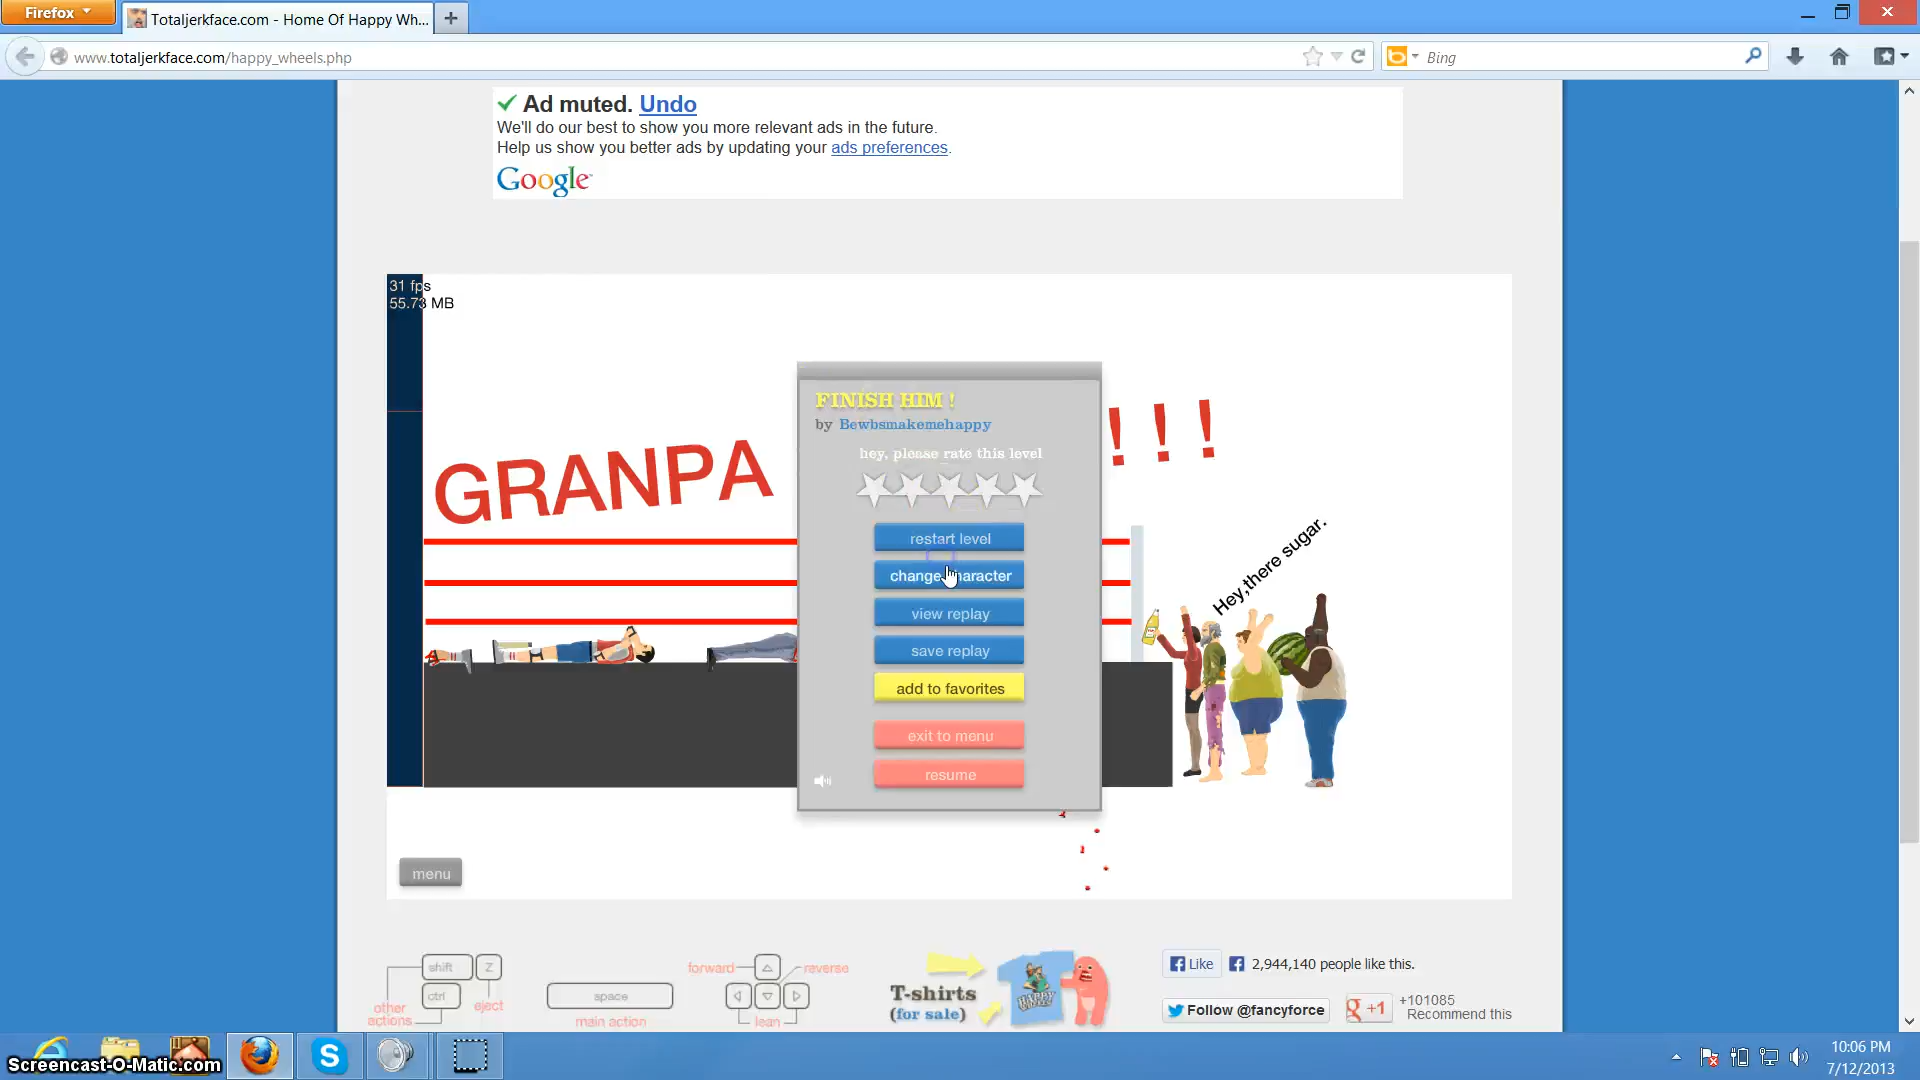 Firefox
Totaljerkface.com - Home Of Happy Wh...
www.totaljerkface.com/happy_wheels.php
Bing
Ad muted. Undo
We'll do our best to show you more relevant ads in the future.
Help us show you better ads by updating your ads preferences.
Google
31 fps
55.73 MB
FINISH HIM !
by Bewbsmakemehappy
hey, please rate this level
GRANPA !!!
restart level
change character
view replay
save replay
add to favorites
exit to menu
resume
Hey,there sugar.
menu
shift
Z
ctrl
other actions
eject
space
main action
forward
reverse
lean
T-shirts
(for sale)
HAPPY
Like
2,944,140 people like this.
Follow @fancyforce
g +1
+101085
Recommend this
Screencast-O-Matic.com
10:06 PM
7/12/2013